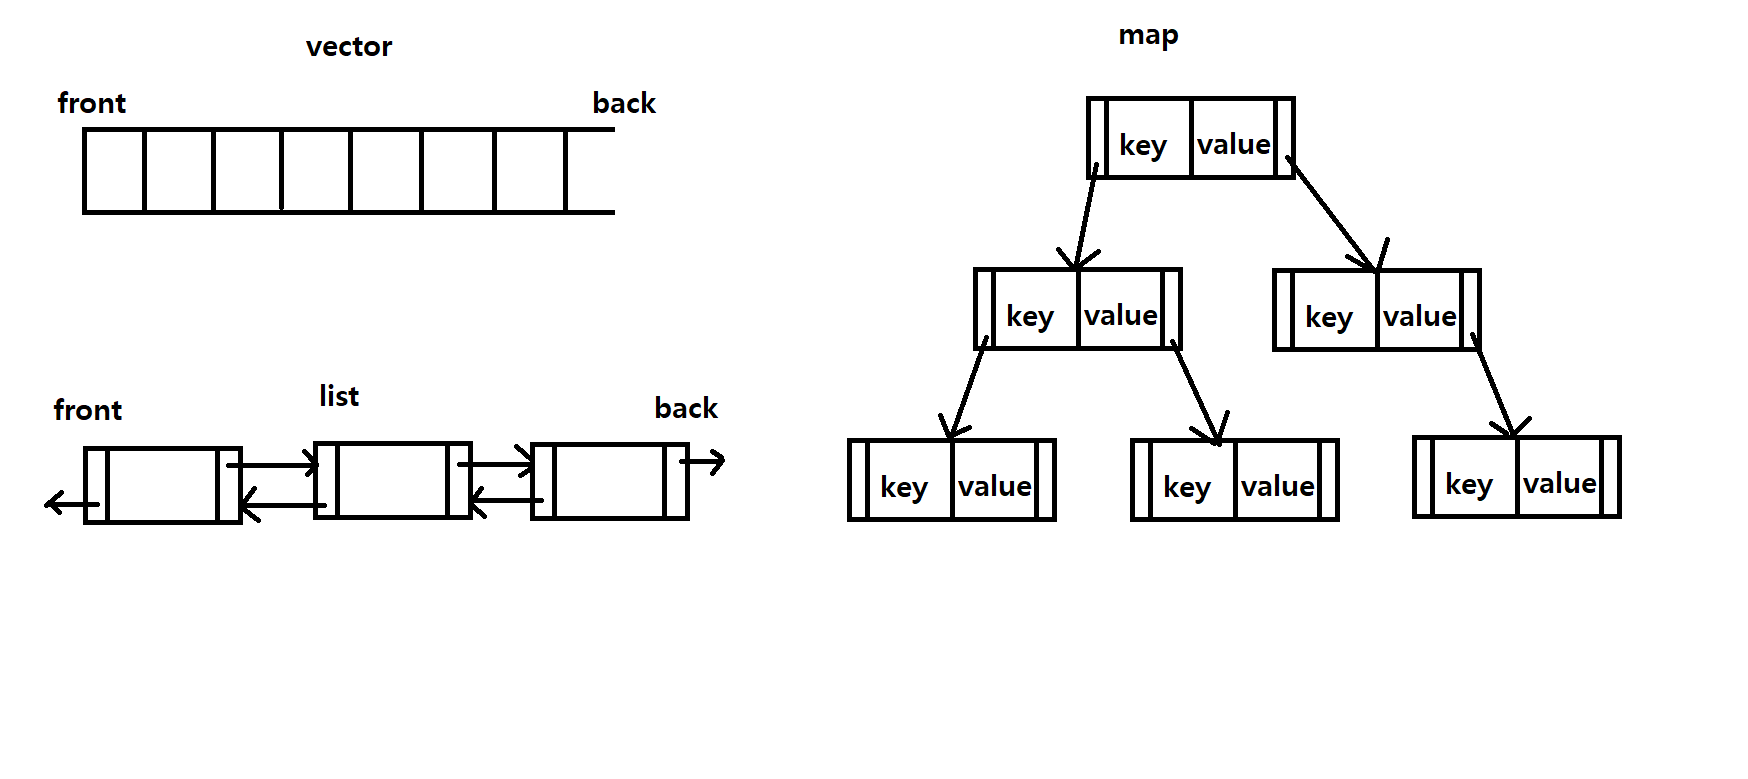 vector
front
back
list
front
back
map
key value
key value
key value
key value
key value
key value